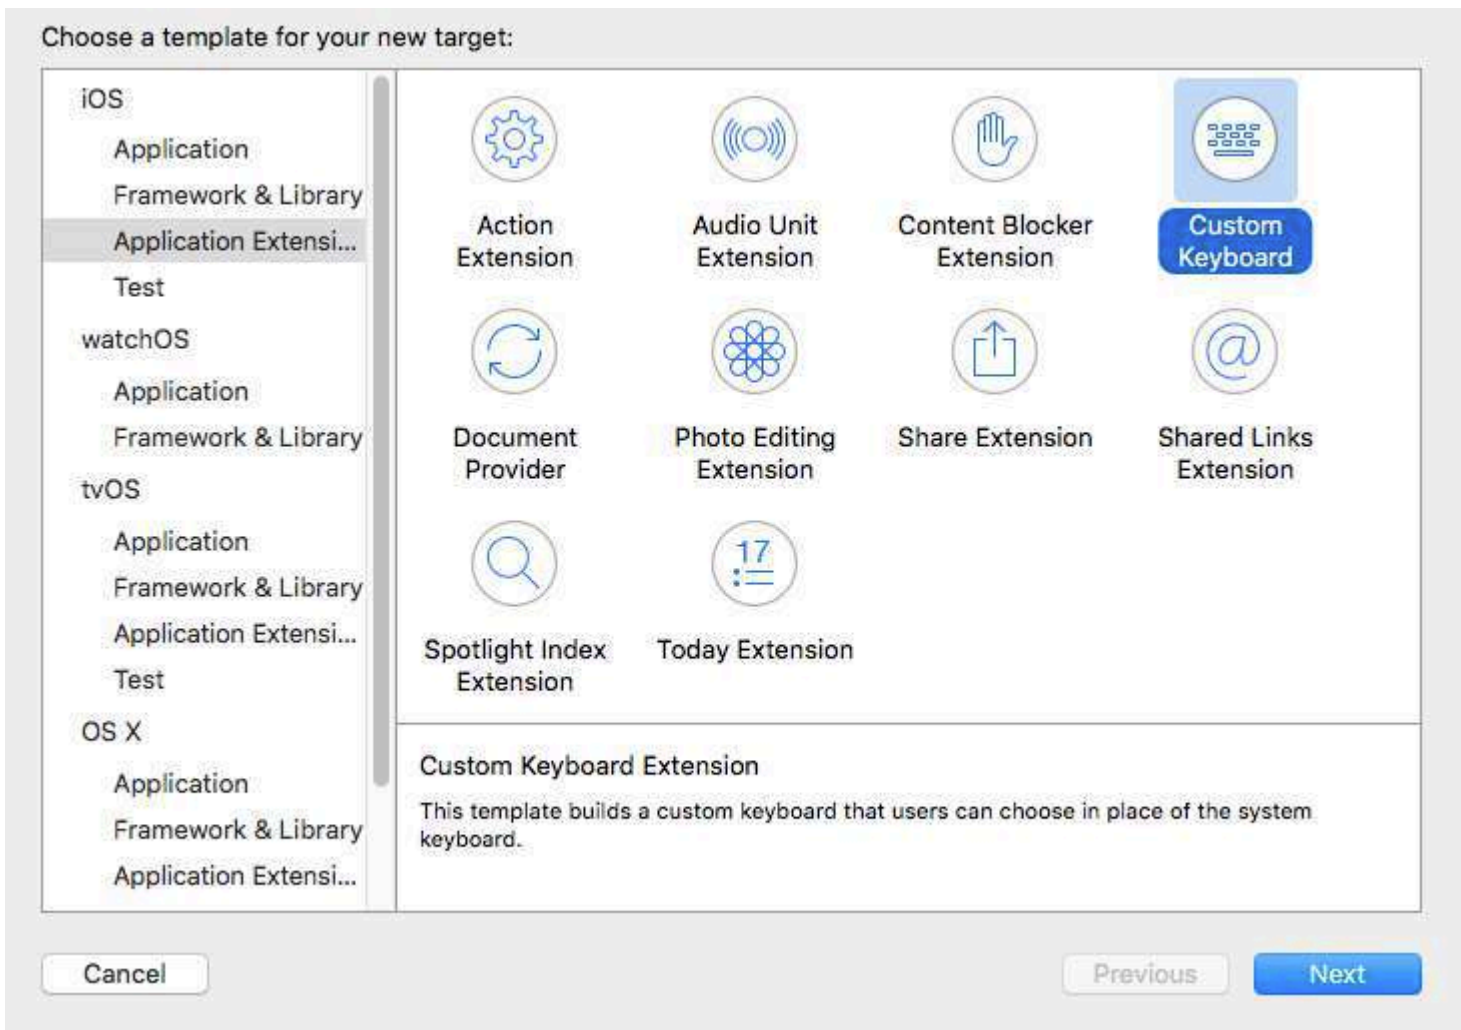 Choose a template for your new target:
iOS
Application
Framework & Library
Application Extensi...
Test
watchOS
Application
Framework & Library
tvOS
Application
Framework & Library
Application Extensi...
Test
OS X
Application
Framework & Library
Application Extensi...
Action
Extension
Audio Unit
Extension
Content Blocker
Extension
Custom
Keyboard
Document
Provider
Photo Editing
Extension
Share Extension
@
Shared Links
Extension
Spotlight Index
Extension
17
Today Extension
Custom Keyboard Extension
This template builds a custom keyboard that users can choose in place of the system
keyboard.
Cancel
Previous
Next